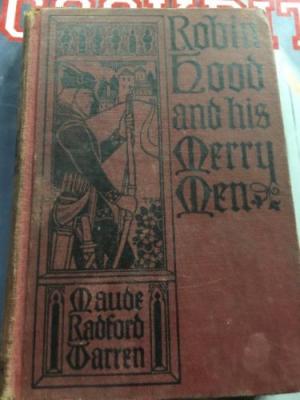 Robin
Hood
and his
Merry
Men
Maude
Radford
Warren